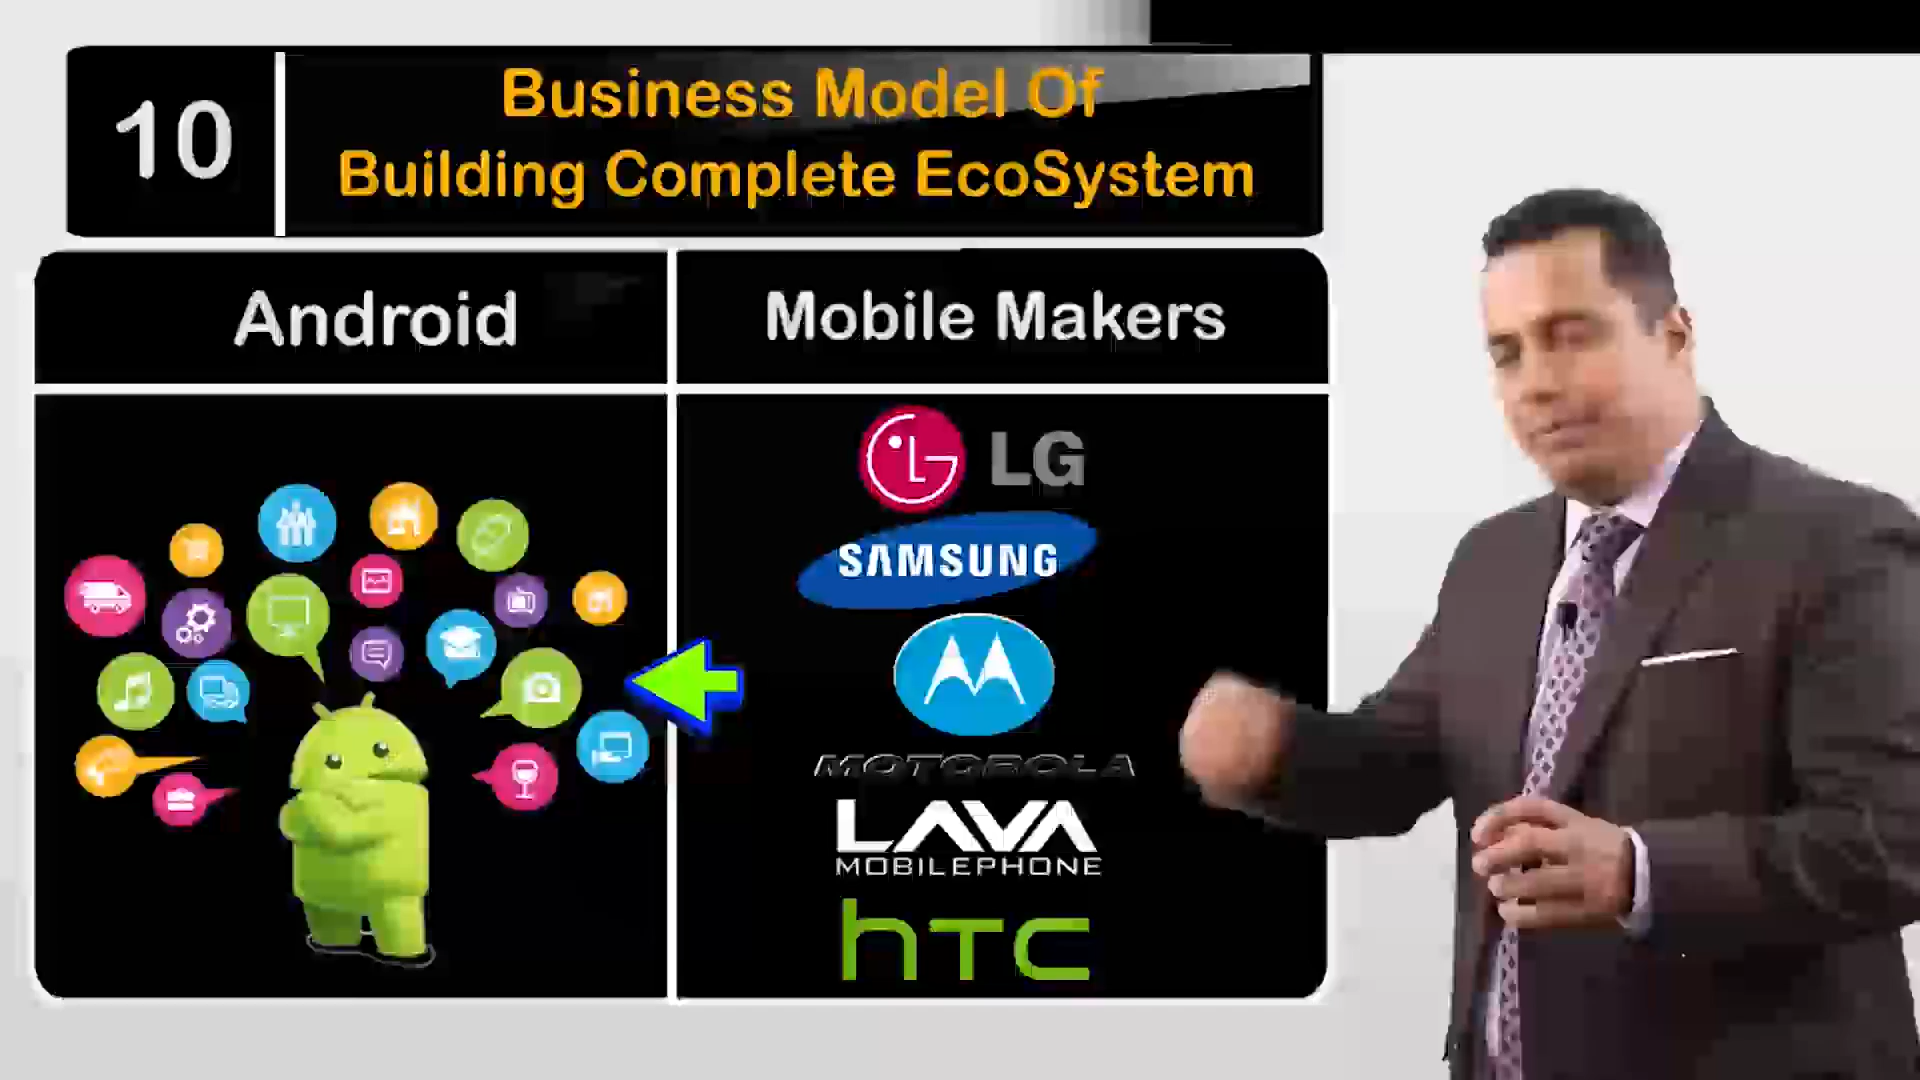 10
Business Model Of
Building Complete EcoSystem
Android
Mobile Makers
LG
SAMSUNG
MOTOROLA
LAVA
MOBILEPHONE
hTC